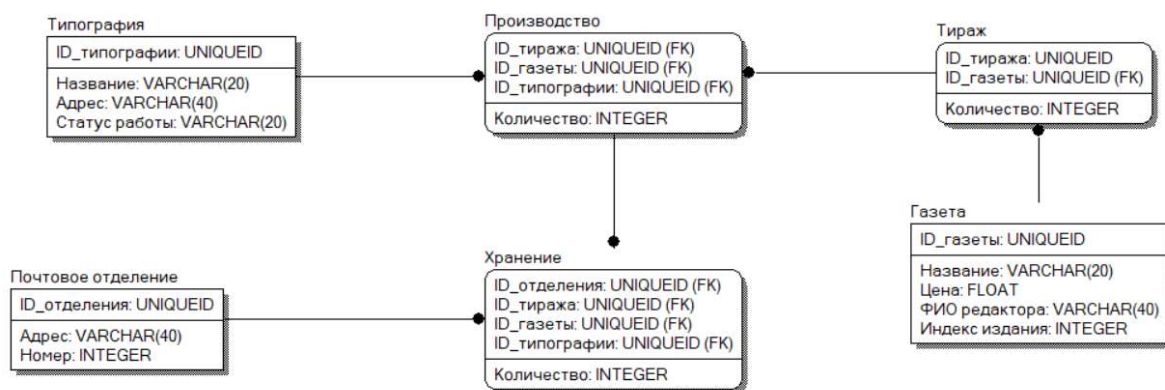 Типография
ID_типографии: UNIQUEID
Название: VARCHAR(20)
Адрес: VARCHAR(40)
Статус работы: VARCHAR(20)
Производство
ID_тиража: UNIQUEID (FK)
ID_газеты: UNIQUEID (FK)
ID_типографии: UNIQUEID (FK)
Количество: INTEGER
Тираж
ID_тиража: UNIQUEID
ID_газеты: UNIQUEID (FK)
Количество: INTEGER
Почтовое отделение
ID_отделения: UNIQUEID
Адрес: VARCHAR(40)
Номер: INTEGER
Хранение
ID_отделения: UNIQUEID (FK)
ID_тиража: UNIQUEID (FK)
ID_газеты: UNIQUEID (FK)
ID_типографии: UNIQUEID (FK)
Количество: INTEGER
Газета
ID_газеты: UNIQUEID
Название: VARCHAR(20)
Цена: FLOAT
ФИО редактора: VARCHAR(40)
Индекс издания: INTEGER